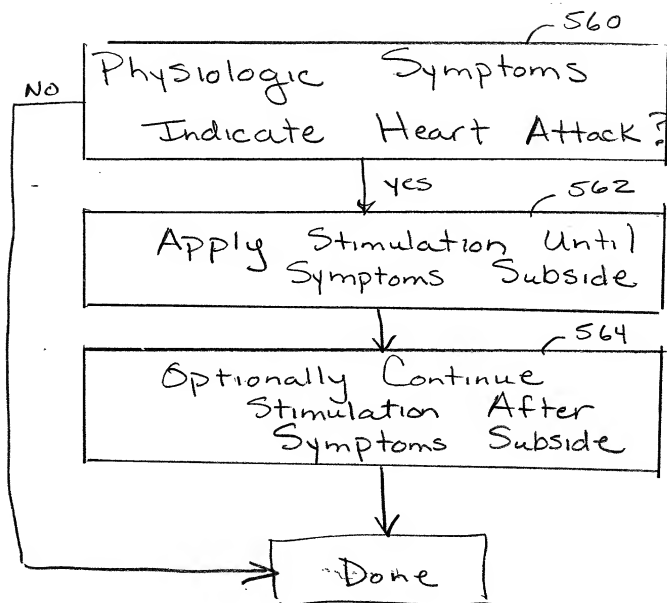 560
Physiologic Symptoms
Indicate Heart Attack?
NO
yes
562
Apply Stimulation Until
Symptoms Subside
564
Optionally Continue
Stimulation After
Symptoms Subside
Done